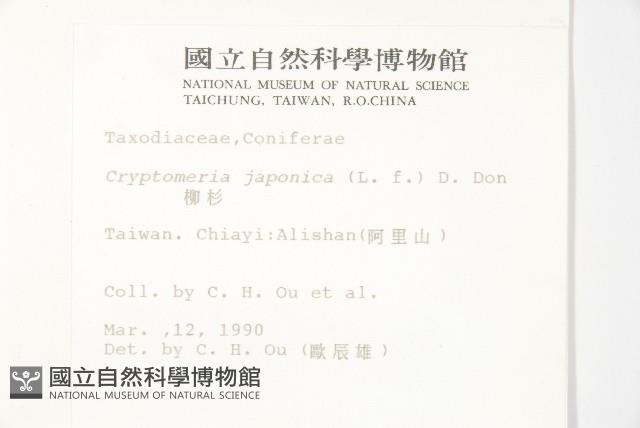 國立自然科學博物館
NATIONAL MUSEUM OF NATURAL SCIENCE
TAICHUNG, TAIWAN, R.O.CHINA
Taxodiaceae,Coniferae
Cryptomeria japonica (L. f.) D. Don
柳杉
Taiwan. Chiayi:Alishan(阿里山)
Coll. by C. H. Ou et al.
Mar. ,12, 1990
Det. by C. H. Ou (歐辰雄)
國立自然科學博物館
NATIONAL MUSEUM OF NATURAL SCIENCE